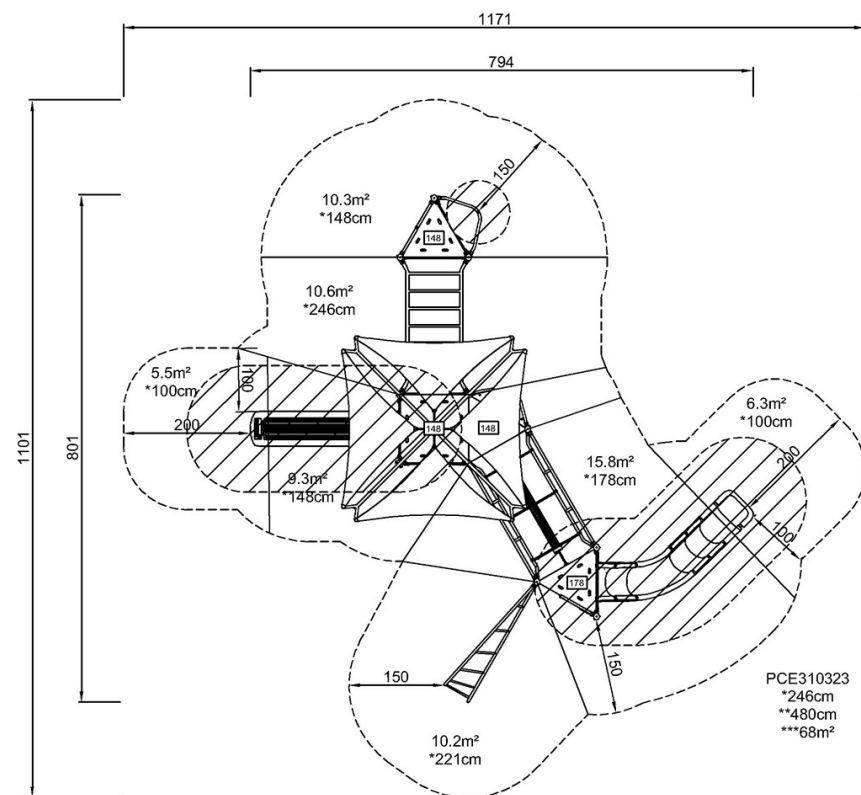 1171
794
150
10.3m²
*148cm
148
10.6m²
*246cm
5.5m²
*100cm
100
6.3m²
*100cm
200
148
148
1101
801
200
15.8m²
*178cm
9.3m²
*148cm
100
178
150
150
PCE310323
*246cm
**480cm
***68m²
10.2m²
*221cm